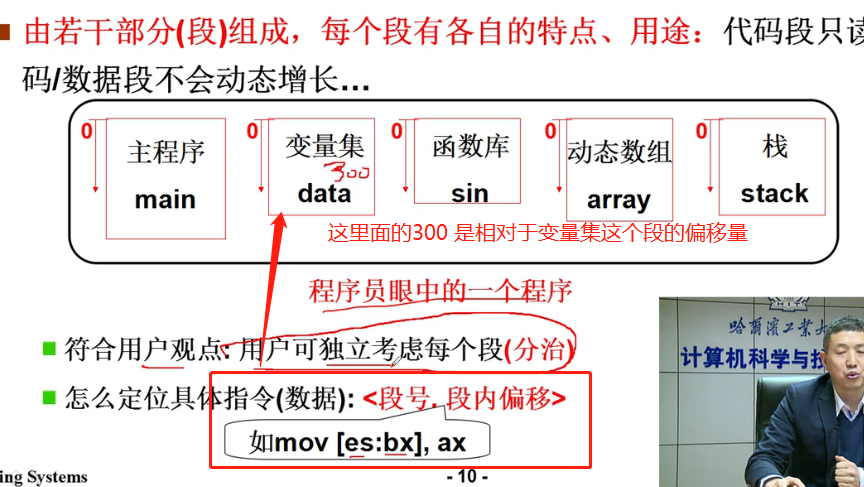 由若干部分(段)组成，每个段有各自的特点、用途：代码段只读
码/数据段不会动态增长...
0 主程序 main
0 变量集 300 data
0 函数库 sin
0 动态数组 array
0 栈 stack
这里面的300 是相对于变量集这个段的偏移量
程序员眼中的一个程序
符合用户观点: 用户可独立考虑每个段(分治)
怎么定位具体指令(数据): <段号, 段内偏移>
如mov [es:bx], ax
哈尔滨工业大
计算机科学与技
ing Systems
- 10 -